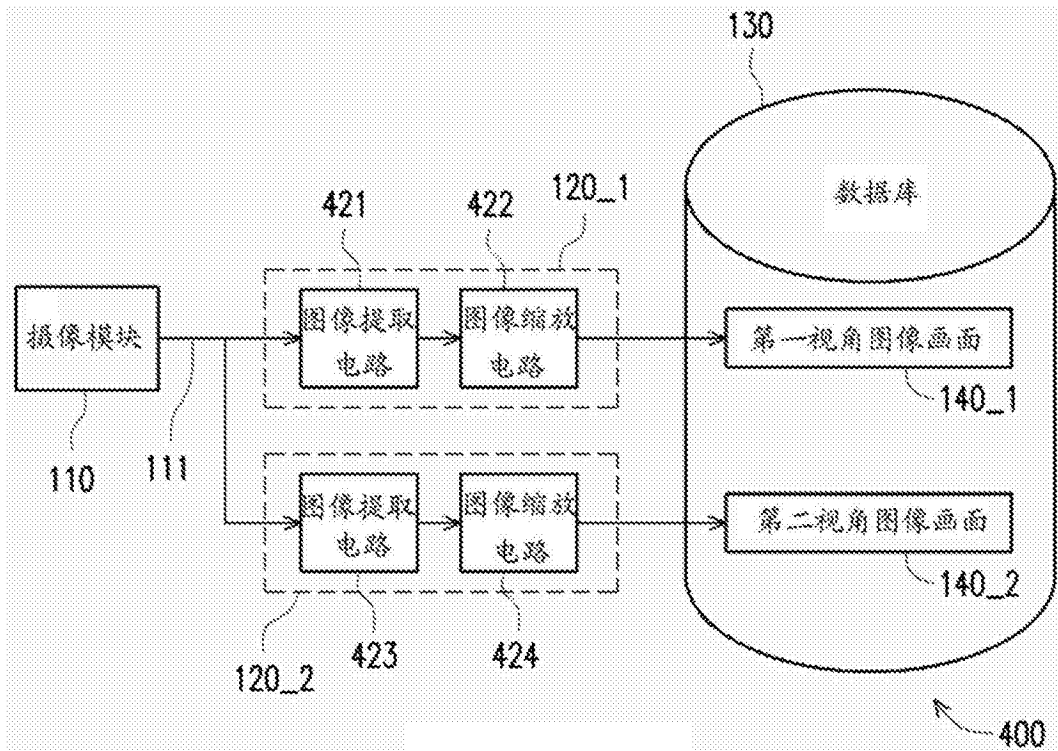 130
数据库
421
422
120_1
摄像模块
图像提取
电路
图像缩放
电路
第一视角图像画面
140_1
110
111
图像提取
电路
图像缩放
电路
第二视角图像画面
140_2
120_2
423
424
400